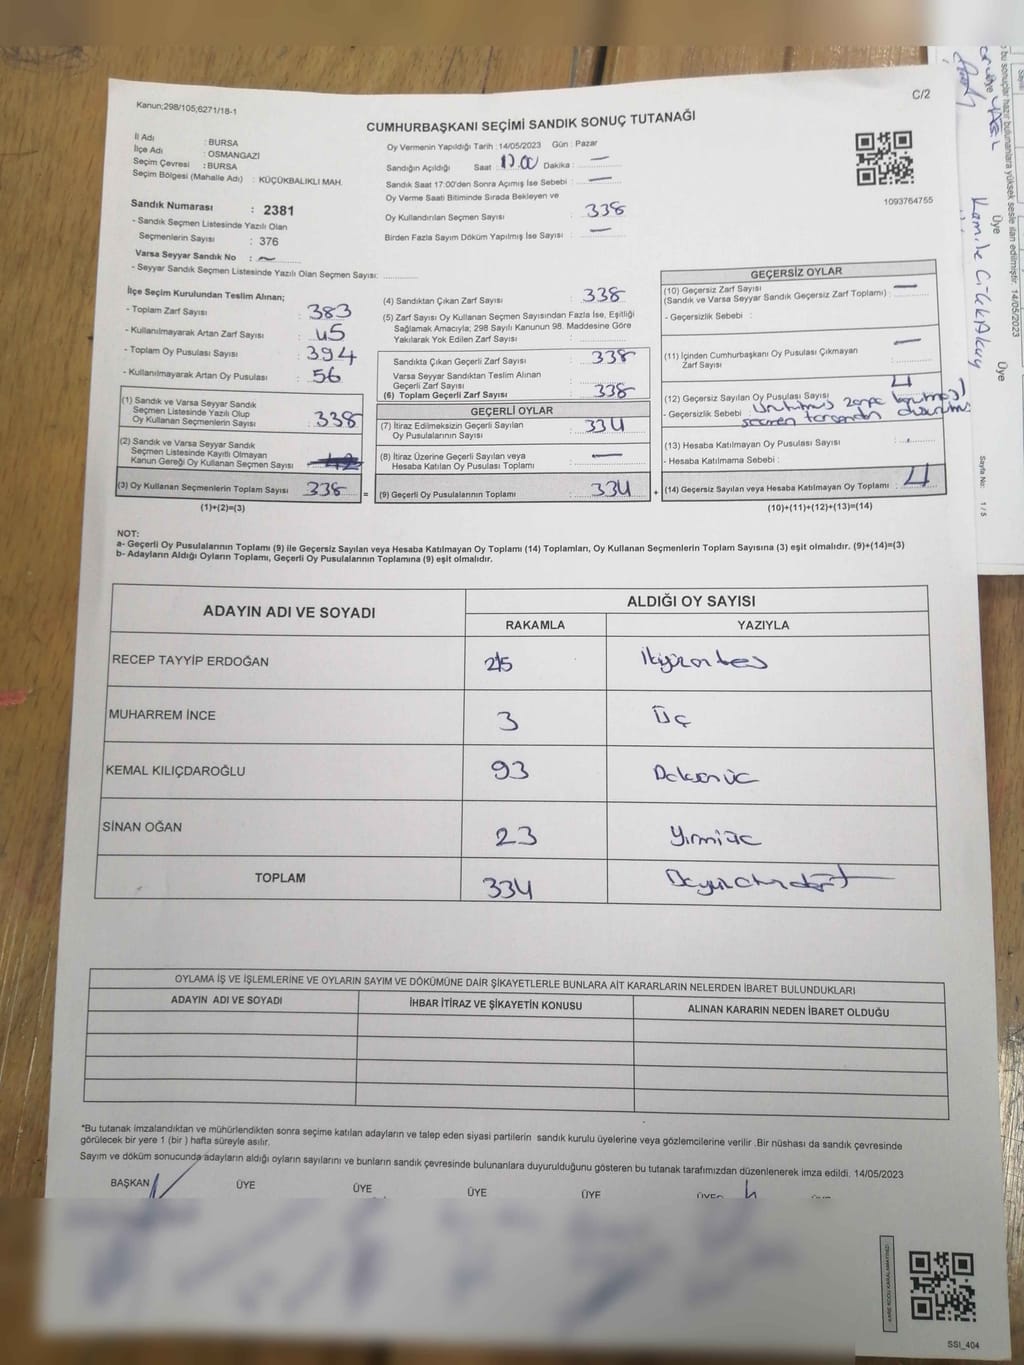 Kanun;298/105;6271/18-1
C/2
CUMHURBAŞKANI SEÇİMİ SANDIK SONUÇ TUTANAĞI
İl Adı : BURSA
İlçe Adı : OSMANGAZİ
Seçim Çevresi : BURSA
Seçim Bölgesi (Mahalle Adı) : KÜÇÜKBALIKLI MAH.
Sandık Numarası : 2381
- Sandık Seçmen Listesinde Yazılı Olan
Seçmenlerin Sayısı : 376
Varsa Seyyar Sandık No : ~
- Seyyar Sandık Seçmen Listesinde Yazılı Olan Seçmen Sayısı: ............
Oy Vermenin Yapıldığı Tarih :14/05/2023 Gün : Pazar
Sandığın Açıldığı Saat : 17.00 Dakika : —
Sandık Saat 17:00'den Sonra Açımış İse Sebebi : —
Oy Verme Saati Bitiminde Sırada Bekleyen ve
Oy Kullandırılan Seçmen Sayısı : 338
Birden Fazla Sayım Döküm Yapılmış İse Sayısı : —
1093764755
İlçe Seçim Kurulundan Teslim Alınan;
- Toplam Zarf Sayısı : 383
- Kullanılmayarak Artan Zarf Sayısı : 45
- Toplam Oy Pusulası Sayısı : 394
- Kullanılmayarak Artan Oy Pusulası : 56
(1) Sandık ve Varsa Seyyar Sandık
Seçmen Listesinde Yazılı Olup
Oy Kullanan Seçmenlerin Sayısı : 338
(2) Sandık ve Varsa Seyyar Sandık
Seçmen Listesinde Kayıtlı Olmayan
Kanun Gereği Oy Kullanan Seçmen Sayısı :
(3) Oy Kullanan Seçmenlerin Toplam Sayısı : 338 =
(1)+(2)=(3)
(4) Sandıktan Çıkan Zarf Sayısı : 338
(5) Zarf Sayısı Oy Kullanan Seçmen Sayısından Fazla İse, Eşitliği
Sağlamak Amacıyla; 298 Sayılı Kanunun 98. Maddesine Göre
Yakılarak Yok Edilen Zarf Sayısı :
Sandıkta Çıkan Geçerli Zarf Sayısı : 338
Varsa Seyyar Sandıktan Teslim Alınan
Geçerli Zarf Sayısı :
(6) Toplam Geçerli Zarf Sayısı : 338
GEÇERLİ OYLAR
(7) İtiraz Edilmeksizin Geçerli Sayılan
Oy Pusulalarının Sayısı : 334
(8) İtiraz Üzerine Geçerli Sayılan veya
Hesaba Katılan Oy Pusulası Toplamı : —
(9) Geçerli Oy Pusulalarının Toplamı : 334 +
GEÇERSİZ OYLAR
(10) Geçersiz Zarf Sayısı
(Sandık ve Varsa Seyyar Sandık Geçersiz Zarf Toplamı) : —
- Geçersizlik Sebebi :
(11) İçinden Cumhurbaşkanı Oy Pusulası Çıkmayan
Zarf Sayısı : —
(12) Geçersiz Sayılan Oy Pusulası Sayısı : 4
- Geçersizlik Sebebi :
(13) Hesaba Katılmayan Oy Pusulası Sayısı :
- Hesaba Katılmama Sebebi :
(14) Geçersiz Sayılan veya Hesaba Katılmayan Oy Toplamı : 4
(10)+(11)+(12)+(13)=(14)
NOT:
a- Geçerli Oy Pusulalarının Toplamı (9) ile Geçersiz Sayılan veya Hesaba Katılmayan Oy Toplamı (14) Toplamları, Oy Kullanan Seçmenlerin Toplam Sayısına (3) eşit olmalıdır. (9)+(14)=(3)
b- Adayların Aldığı Oyların Toplamı, Geçerli Oy Pusulalarının Toplamına (9) eşit olmalıdır.
ADAYIN ADI VE SOYADI
ALDIĞI OY SAYISI
RAKAMLA YAZIYLA
RECEP TAYYİP ERDOĞAN 215 İkiyüzonbeş
MUHARREM İNCE 3 Üç
KEMAL KILIÇDAROĞLU 93
SİNAN OĞAN 23 Yirmiüç
TOPLAM 334
OYLAMA İŞ VE İŞLEMLERİNE VE OYLARIN SAYIM VE DÖKÜMÜNE DAİR ŞİKAYETLERLE BUNLARA AİT KARARLARIN NELERDEN İBARET BULUNDUKLARI
ADAYIN ADI VE SOYADI İHBAR İTİRAZ VE ŞİKAYETİN KONUSU ALINAN KARARIN NEDEN İBARET OLDUĞU
*Bu tutanak imzalandıktan ve mühürlendikten sonra seçime katılan adayların ve talep eden siyasi partilerin sandık kurulu üyelerine veya gözlemcilerine verilir .Bir nüshası da sandık çevresinde
görülecek bir yere 1 (bir ) hafta süreyle asılır.
Sayım ve döküm sonucunda adayların aldığı oyların sayılarını ve bunların sandık çevresinde bulunanlara duyurulduğunu gösteren bu tutanak tarafımızdan düzenlenerek imza edildi. 14/05/2023
BAŞKAN ÜYE ÜYE ÜYE ÜYE
SSI_404
bu sonuçlar hazır bulunanlara yüksek sesle ilan edilmiştir. 14/05/2023
Üye
Üye
Sayfa No: 1 / 5